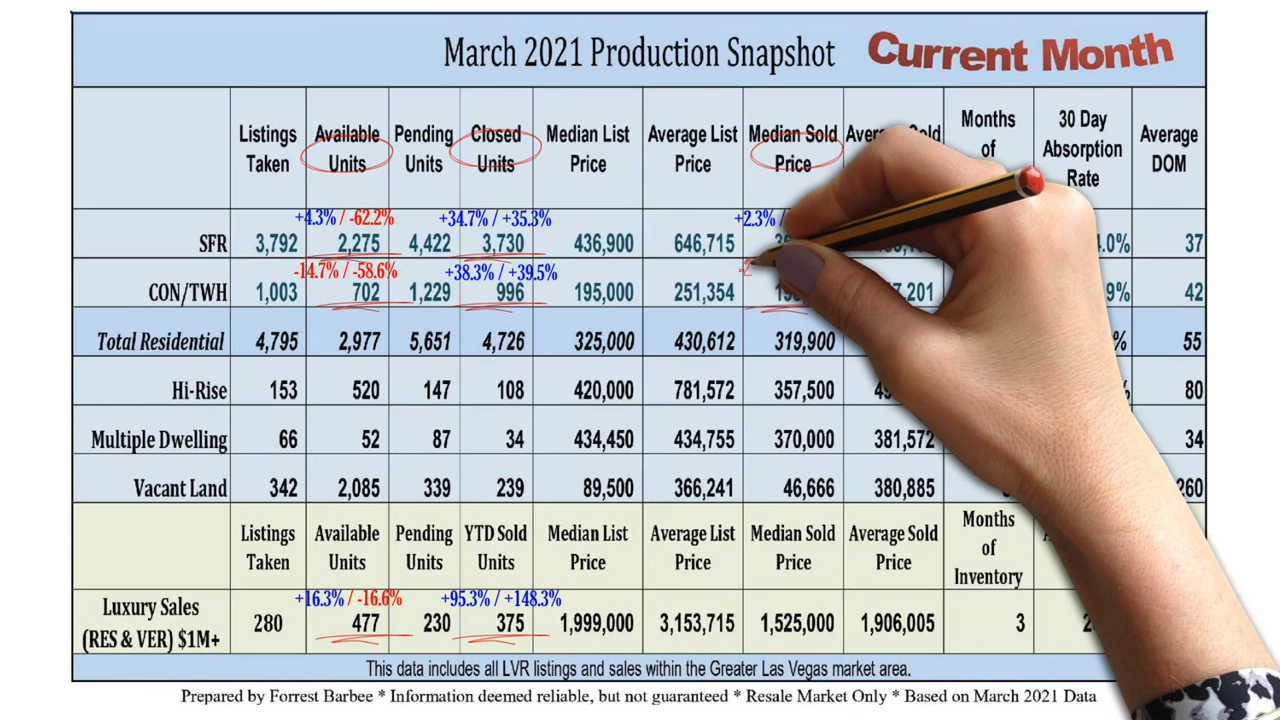 March 2021 Production Snapshot Current Month
Listings Taken Available Units Pending Units Closed Units Median List Price Average List Price Median Sold Price Months of 30 Day Absorption Rate Average DOM
+4.3% / -62.2% +34.7% / +35.3% +2.3% /
SFR 3,792 2,275 4,422 3,730 436,900 646,715 37
-14.7% / -58.6% +38.3% / +39.5%
CON/TWH 1,003 702 1,229 996 195,000 251,354 42
Total Residential 4,795 2,977 5,651 4,726 325,000 430,612 319,900 55
Hi-Rise 153 520 147 108 420,000 781,572 357,500 80
Multiple Dwelling 66 52 87 34 434,450 434,755 370,000 381,572 34
Vacant Land 342 2,085 339 239 89,500 366,241 46,666 380,885 260
Listings Taken Available Units Pending Units YTD Sold Units Median List Price Average List Price Median Sold Price Average Sold Price Months of Inventory
+16.3% / -16.6% +95.3% / +148.3%
Luxury Sales (RES & VER) $1M+ 280 477 230 375 1,999,000 3,153,715 1,525,000 1,906,005 3
This data includes all LVR listings and sales within the Greater Las Vegas market area.
Prepared by Forrest Barbee * Information deemed reliable, but not guaranteed * Resale Market Only * Based on March 2021 Data